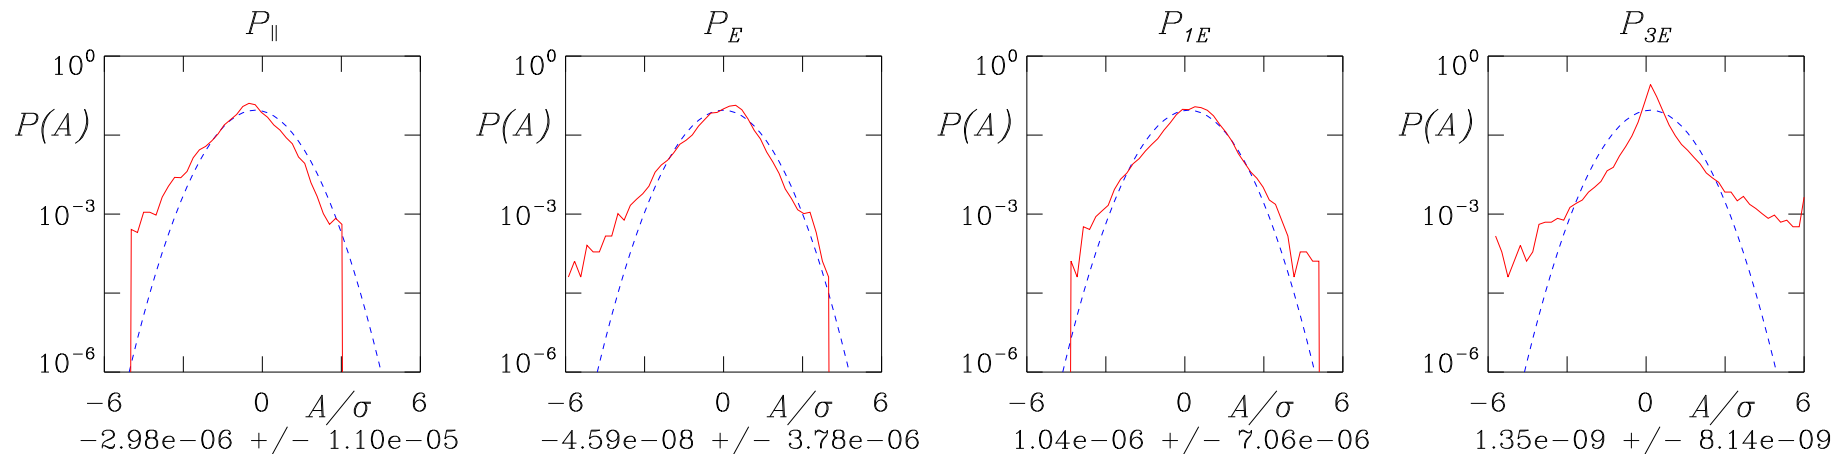 P∥ P_E P_1E P_3E
10^0 10^0 10^0 10^0
P(A) P(A) P(A) P(A)
10^-3 10^-3 10^-3 10^-3
10^-6 10^-6 10^-6 10^-6
-6 0 A/σ 6 -6 0 A/σ 6 -6 0 A/σ 6 -6 0 A/σ 6
-2.98e-06 +/- 1.10e-05 -4.59e-08 +/- 3.78e-06 1.04e-06 +/- 7.06e-06 1.35e-09 +/- 8.14e-09